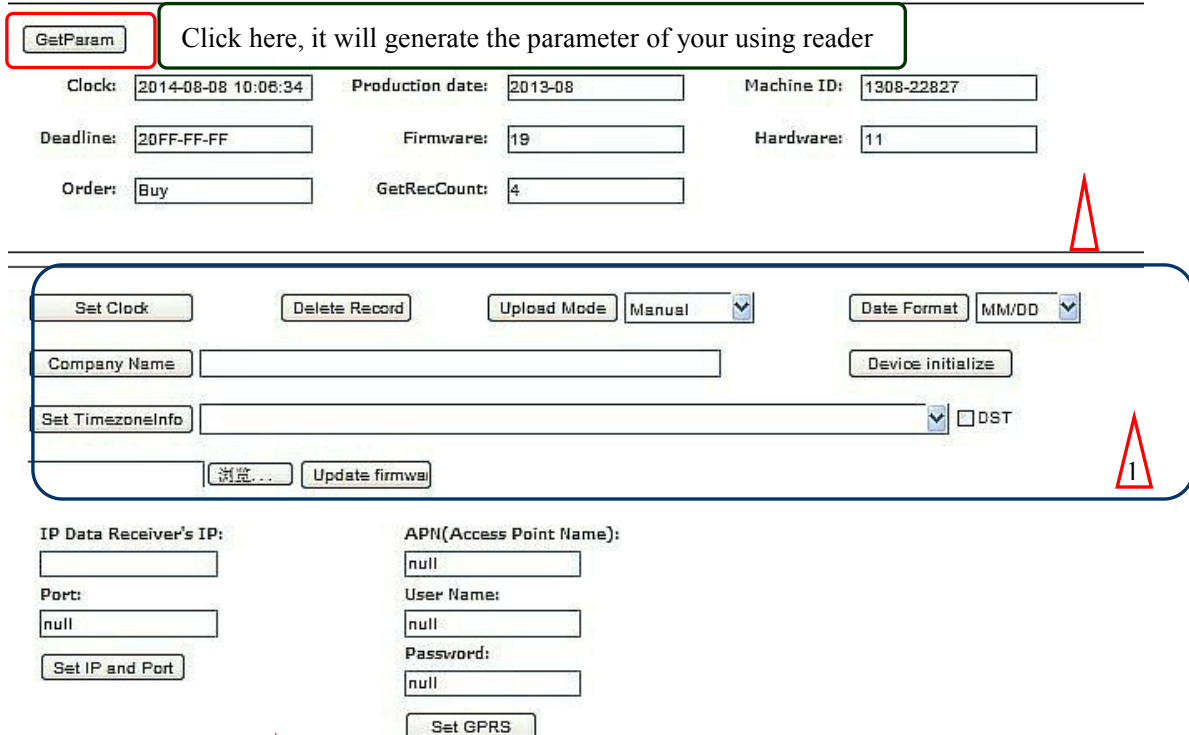 GetParam Click here, it will generate the parameter of your using reader
Clock: 2014-08-08 10:06:34 Production date: 2013-08 Machine ID: 1308-22827
Deadline: 20FF-FF-FF Firmware: 19 Hardware: 11
Order: Buy GetRecCount: 4
Set Clock Delete Record Upload Mode Manual Date Format MM/DD
Company Name Device initialize
Set TimezoneInfo DST
浏览... Update firmwa
1
IP Data Receiver's IP: APN(Access Point Name):
null
Port: User Name:
null null
Password:
Set IP and Port
null
Set GPRS